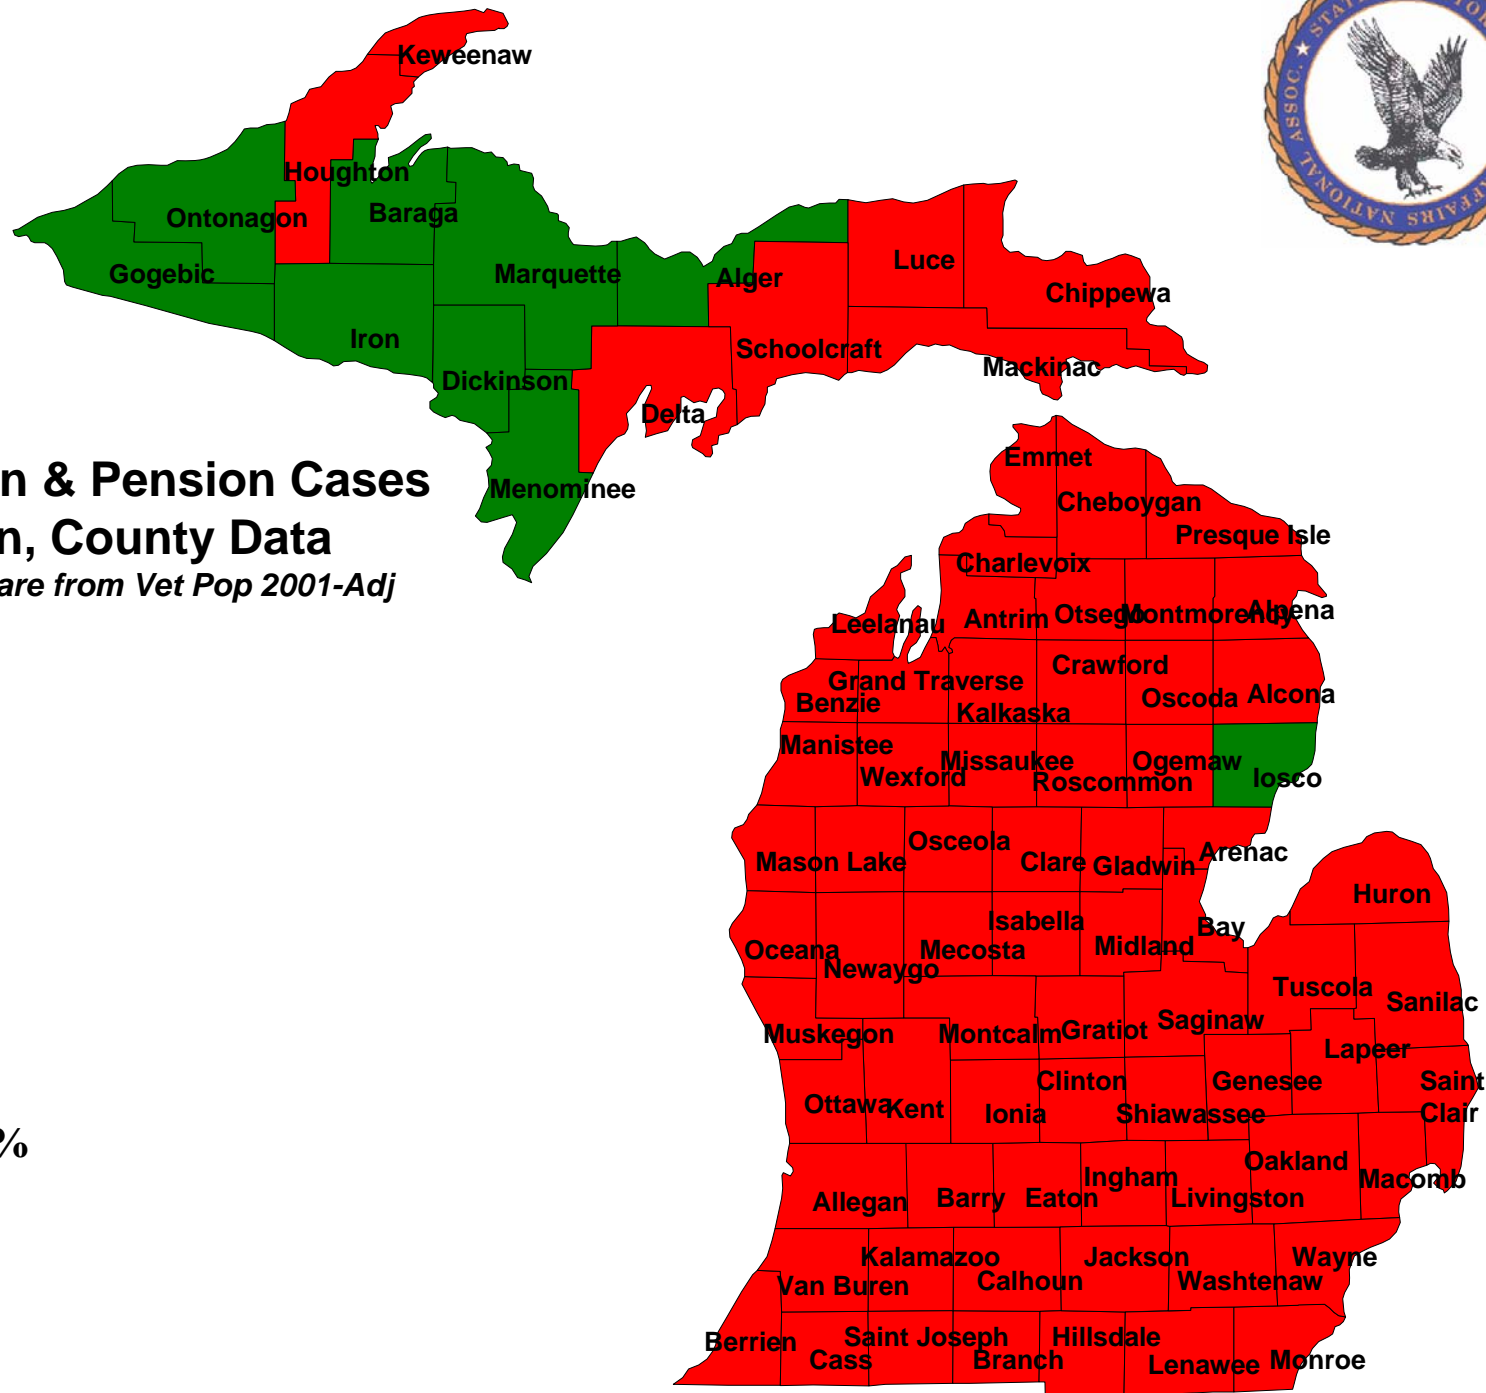 STAT
ASSOC.
NATIONAL
AFFAIRS
Keweenaw
Houghton
Ontonagon
Baraga
Gogebic
Marquette
Alger
Luce
Chippewa
Iron
Schoolcraft
Mackinac
Dickinson
Delta
Menominee
n & Pension Cases
n, County Data
are from Vet Pop 2001-Adj
Emmet
Cheboygan
Presque Isle
Charlevoix
Leelanau
Antrim
Otsego
Montmorency
Alpena
Grand Traverse
Crawford
Benzie
Kalkaska
Oscoda
Alcona
Manistee
Wexford
Missaukee
Roscommon
Ogemaw
Iosco
Mason
Lake
Osceola
Clare
Gladwin
Arenac
Huron
Oceana
Newaygo
Mecosta
Isabella
Midland
Bay
Tuscola
Sanilac
Muskegon
Montcalm
Gratiot
Saginaw
Lapeer
Ottawa
Kent
Ionia
Clinton
Shiawassee
Genesee
Saint
Clair
%
Allegan
Barry
Eaton
Ingham
Livingston
Oakland
Macomb
Van Buren
Kalamazoo
Calhoun
Jackson
Washtenaw
Wayne
Berrien
Cass
Saint Joseph
Branch
Hillsdale
Lenawee
Monroe